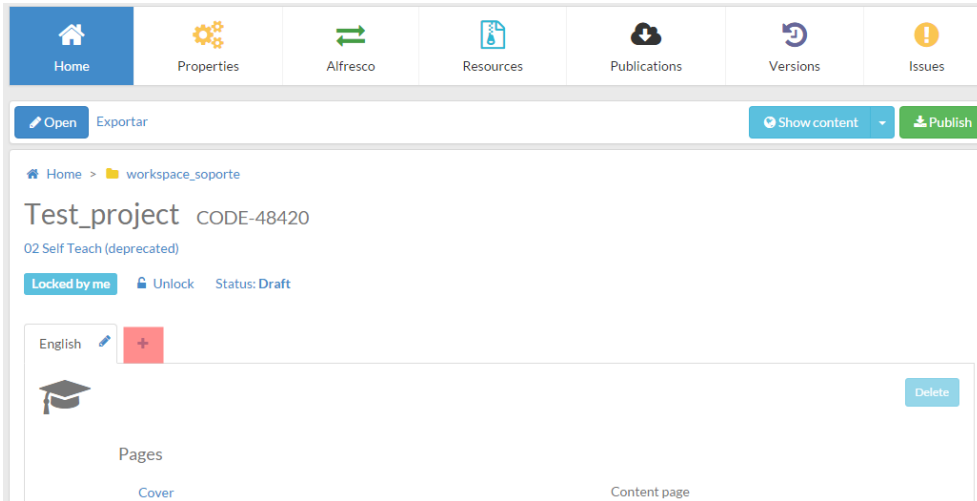 Home Properties Alfresco Resources Publications Versions Issues
Open Exportar Show content Publish
Home > workspace_soporte
Test_project CODE-48420
02 Self Teach (deprecated)
Locked by me Unlock Status: Draft
English +
Delete
Pages
Cover Content page